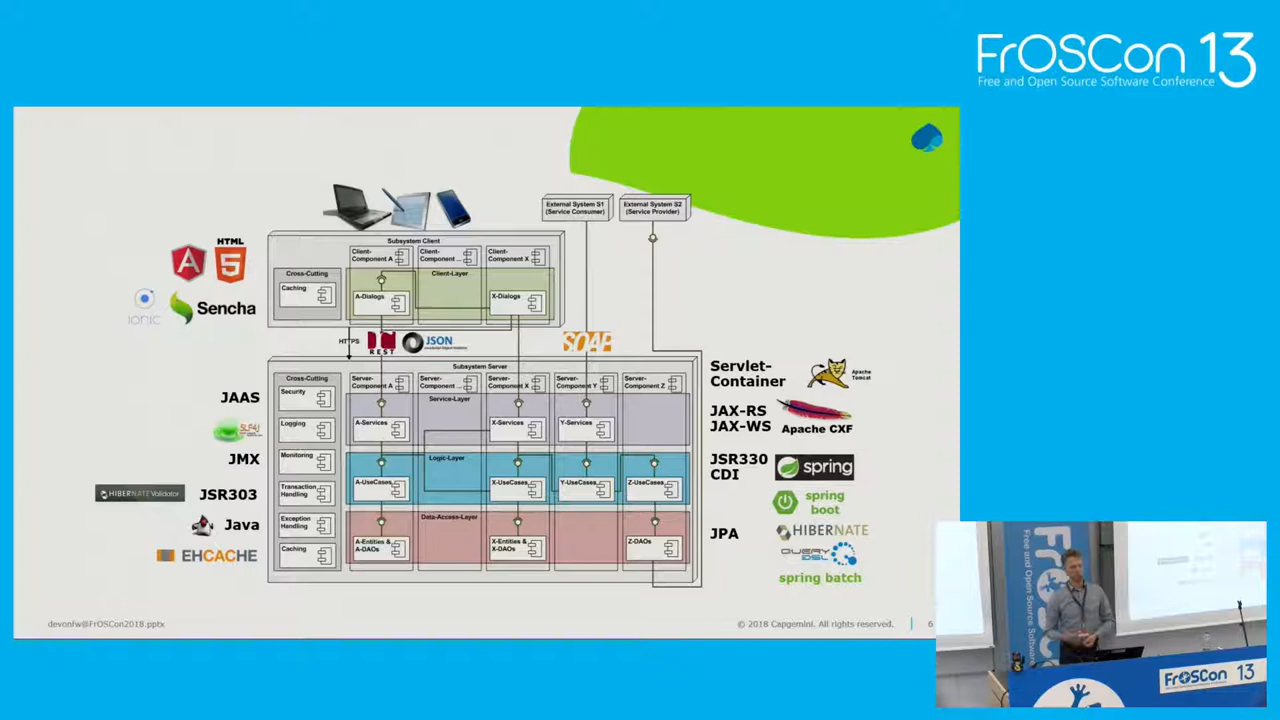 FrOSCon 13
Free and Open Source Software Conference
External System S1
(Service Consumer)
External System S2
(Service Provider)
Subsystem Client
Client-
Component A
Client-
Component ...
Client-
Component X
Cross-Cutting
Client-Layer
Caching
A-Dialogs
X-Dialogs
HTML
5
ionic
Sencha
HTTPS
REST
JSON
SOAP
Subsystem Server
Cross-Cutting
Server-
Component A
Server-
Component ...
Server-
Component X
Server-
Component Y
Server-
Component Z
Service-Layer
Security
Logging
A-Services
X-Services
Y-Services
Monitoring
Logic-Layer
Transaction
Handling
A-UseCases
X-UseCases
Y-UseCases
Z-UseCases
Exception
Handling
Data-Access-Layer
Caching
A-Entities &
A-DAOs
X-Entities &
X-DAOs
Z-DAOs
JAAS
SLF4J
JMX
HIBERNATE Validator
JSR303
Java
EHCACHE
Servlet-
Container
Apache
Tomcat
JAX-RS
JAX-WS
Apache CXF
JSR330
CDI
spring
spring
boot
JPA
HIBERNATE
QUERY
DSL
spring batch
devonfw@FrOSCon2018.pptx
© 2018 Capgemini. All rights reserved.
6
FrOSCon
FrOSCon 13